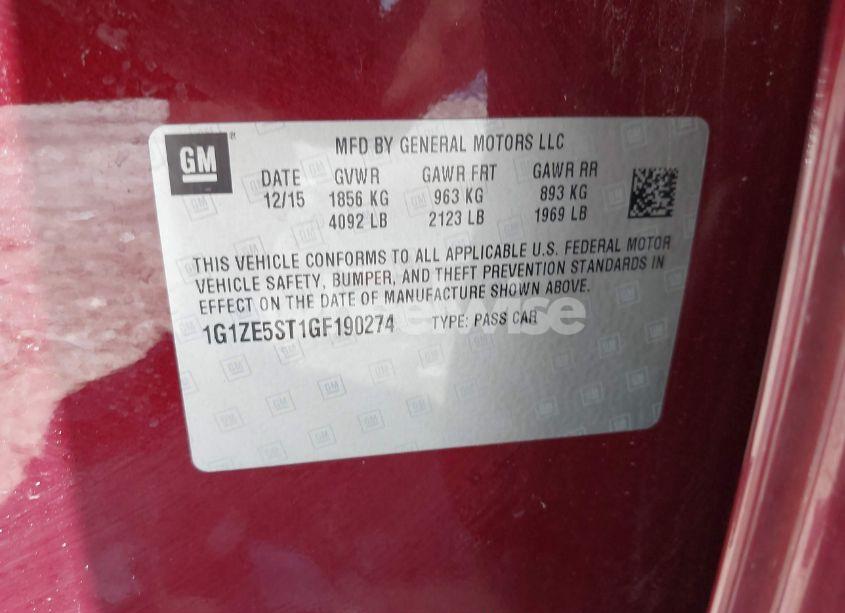 GM
MFD BY GENERAL MOTORS LLC
DATE GVWR GAWR FRT GAWR RR
12/15 1856 KG 963 KG 893 KG
4092 LB 2123 LB 1969 LB
THIS VEHICLE CONFORMS TO ALL APPLICABLE U.S. FEDERAL MOTOR
VEHICLE SAFETY, BUMPER, AND THEFT PREVENTION STANDARDS IN
EFFECT ON THE DATE OF MANUFACTURE SHOWN ABOVE.
1G1ZE5ST1GF190274 TYPE: PASS CAR